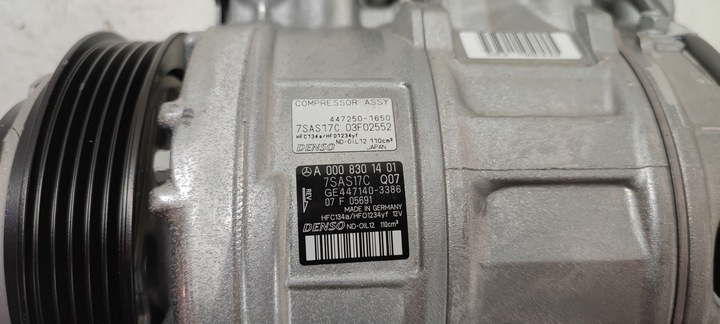 COMPRESSOR ASSY
447250-1650
7SAS17C 03F02552
HFC134a/HFO1234yf
DENSO ND-OIL12 110cm³
JAPAN
A 000 830 14 01
7SAS17C Q07
REV. GE447140-3386
07 F 05691
MADE IN GERMANY
HFC134a/HFO1234yf 12V
DENSO ND-OIL12 110cm³